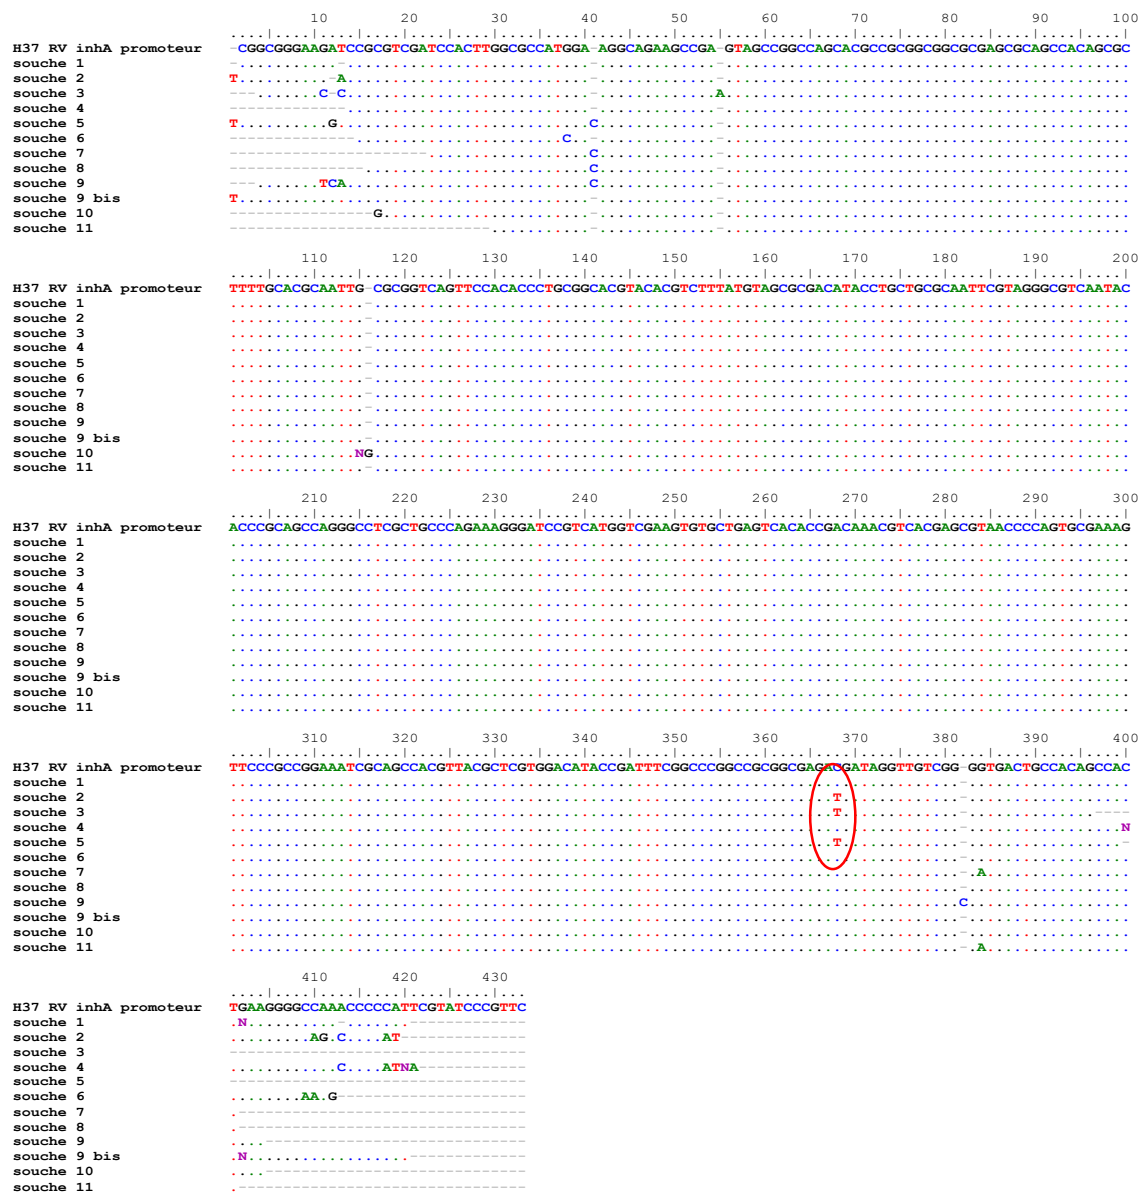 10 20 30 40 50 60 70 80 90 100
H37 RV inhA promoteur -CGGCGGGAAGATCCGCGTCGATCCACTTGGCGCCATGGA-AGGCAGAAGCCGA-GTAGCCGGCCAGCACGCCGCGGCGGCGCGAGCGCAGCCACAGCGC
souche 1 -.......................................-.............-.............................................
souche 2 T..........-A...........................-.............-.............................................
souche 3 ---.......C-C...........................-.............A.............................................
souche 4 -------------...........................-.............-.............................................
souche 5 T..........G............................C.............-.............................................
souche 6 --------------.......................C..-.............-.............................................
souche 7 ----------------------..................C.............-.............................................
souche 8 ---------------.........................C.............-.............................................
souche 9 ---.......TCA...........................C.............-.............................................
souche 9 bis T.......................................-.............-.............................................
souche 10 ----------------G.......................-.............-.............................................
souche 11 -----------------------------...........-.............-.............................................
110 120 130 140 150 160 170 180 190 200
H37 RV inhA promoteur TTTTGCACGCAATTG-CGCGGTCAGTTCCACACCCTGCGGCACGTACACGTCTTTATGTAGCGCGACATACCTGCTGCGCAATTCGTAGGGCGTCAATAC
souche 1 ...............-....................................................................................
souche 2 ...............-....................................................................................
souche 3 ...............-....................................................................................
souche 4 ...............-....................................................................................
souche 5 ...............-....................................................................................
souche 6 ...............-....................................................................................
souche 7 ...............-....................................................................................
souche 8 ...............-....................................................................................
souche 9 ...............-....................................................................................
souche 9 bis ...............-....................................................................................
souche 10 ..............NG....................................................................................
souche 11 ...............-....................................................................................
210 220 230 240 250 260 270 280 290 300
H37 RV inhA promoteur ACCCGCAGCCAGGGCCTCGCTGCCCAGAAAGGGATCCGTCATGGTCGAAGTGTGCTGAGTCACACCGACAAACGTCACGAGCGTAACCCCAGTGCGAAAG
souche 1 ....................................................................................................
souche 2 ....................................................................................................
souche 3 ....................................................................................................
souche 4 ....................................................................................................
souche 5 ....................................................................................................
souche 6 ....................................................................................................
souche 7 ....................................................................................................
souche 8 ....................................................................................................
souche 9 ....................................................................................................
souche 9 bis ....................................................................................................
souche 10 ....................................................................................................
souche 11 ....................................................................................................
310 320 330 340 350 360 370 380 390 400
H37 RV inhA promoteur TTCCCGCCGGAAATCGCAGCCACGTTACGCTCGTGGACATACCGATTTCGGCCCGGCCGCGGCGAGACGATAGGTTGTCGG-GGTGACTGCCACAGCCAC
souche 1 .................................................................................-..................
souche 2 ...................................................................T.............-..................
souche 3 ...................................................................T.............-..............----
souche 4 .................................................................................-.................N
souche 5 ...................................................................T.............-.................-
souche 6 .................................................................................-..................
souche 7 .................................................................................-.A................
souche 8 .................................................................................-..................
souche 9 .................................................................................C..................
souche 9 bis .................................................................................-..................
souche 10 .................................................................................-..................
souche 11 .................................................................................-.A................
410 420 430
H37 RV inhA promoteur TGAAGGGGCCAAACCCCCATTCGTATCCCGTTC
souche 1 .N..........-.......-------------
souche 2 .........AG.C....AT--------------
souche 3 ---------------------------------
souche 4 ............C....ATNA------------
souche 5 ---------------------------------
souche 6 ........AA.G---------------------
souche 7 .--------------------------------
souche 8 .--------------------------------
souche 9 ....-----------------------------
souche 9 bis .N..................-------------
souche 10 ....-----------------------------
souche 11 .--------------------------------